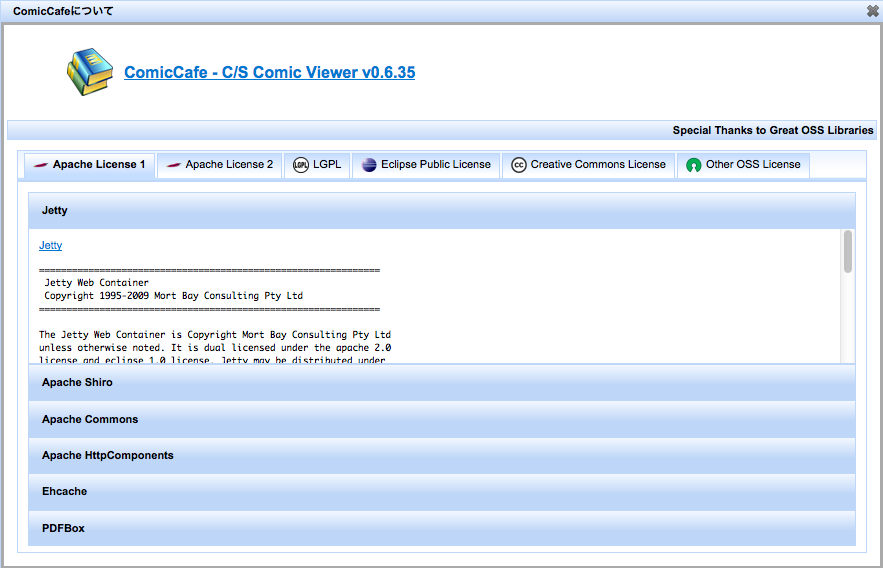 ComicCafeについて
ComicCafe - C/S Comic Viewer v0.6.35
Special Thanks to Great OSS Libraries
Apache License 1
Apache License 2
LGPL LGPL
Eclipse Public License
cc Creative Commons License
Other OSS License
Jetty
Jetty
==============================================================
Jetty Web Container
Copyright 1995-2009 Mort Bay Consulting Pty Ltd
==============================================================
The Jetty Web Container is Copyright Mort Bay Consulting Pty Ltd
unless otherwise noted. It is dual licensed under the apache 2.0
license and eclipse 1.0 license. Jetty may be distributed under
Apache Shiro
Apache Commons
Apache HttpComponents
Ehcache
PDFBox